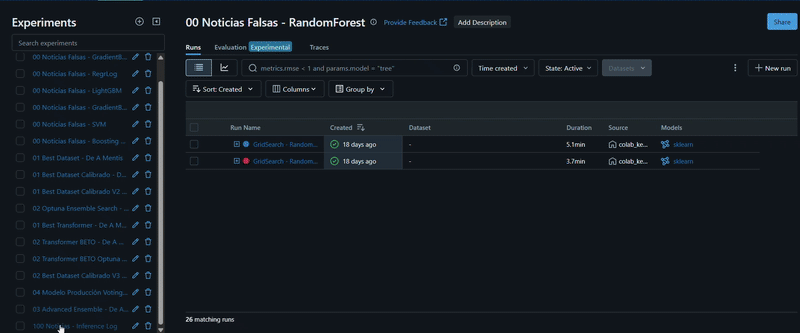 Experiments
Search experiments
00 Noticias Falsas - GradientB...
00 Noticias Falsas - RegrLog
00 Noticias Falsas - LightGBM
00 Noticias Falsas - GradientB...
00 Noticias Falsas - SVM
00 Noticias Falsas - Boosting ...
01 Best Dataset - De A Mentis
01 Best Dataset Calibrado - D...
01 Best Dataset Calibrado V2 ...
02 Optuna Ensemble Search - ...
01 Best Transformer - De A M...
02 Transformer BETO - De A ...
02 Transformer BETO Optuna ...
02 Best Dataset Calibrado V3 ...
04 Modelo Producción Voting...
03 Advanced Ensemble - De A...
100 Noticias - Inference Log
00 Noticias Falsas - RandomForest
Provide Feedback
Add Description
Share
Runs
Evaluation
Experimental
Traces
metrics.rmse < 1 and params.model = "tree"
Time created
State: Active
Datasets
New run
Sort: Created
Columns
Group by
Run Name
Created
Dataset
Duration
Source
Models
GridSearch - Random...
18 days ago
-
5.1min
colab_ke...
sklearn
GridSearch - Random...
18 days ago
-
3.7min
colab_ke...
sklearn
26 matching runs